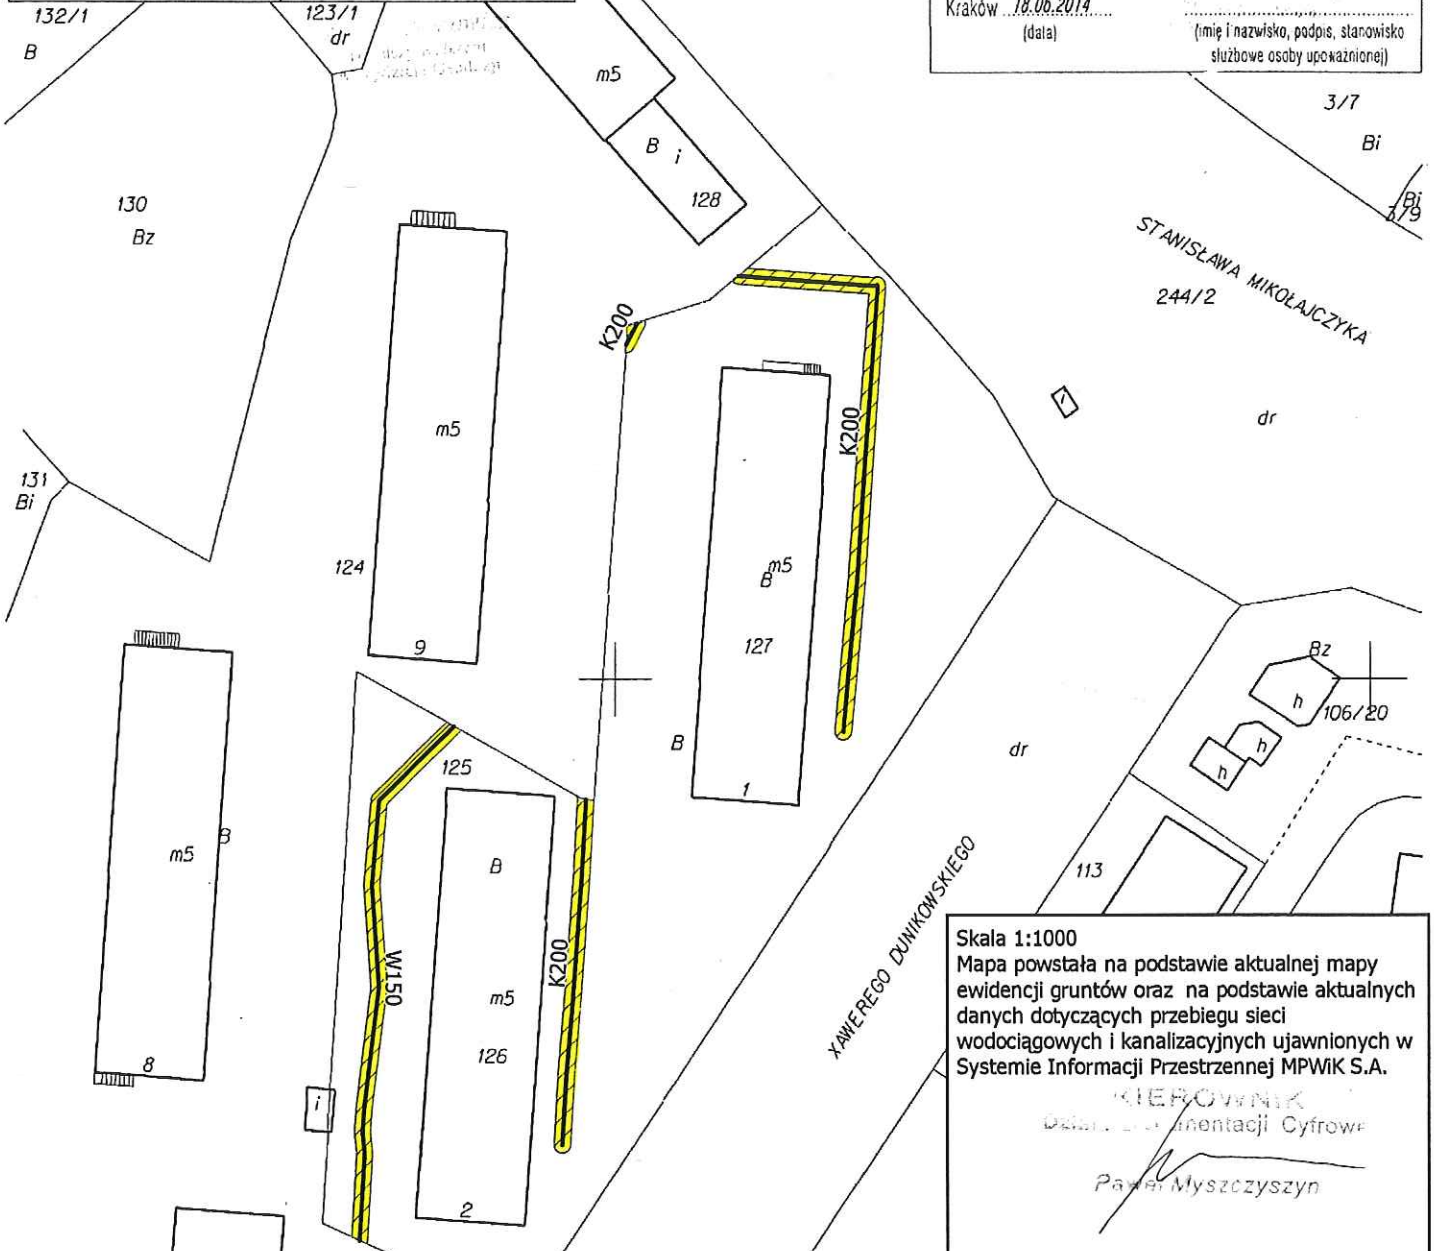 132/1
B
123/1
dr
Kraków 18.06.2014
(data)
(imię i nazwisko, podpis, stanowisko
służbowe osoby upoważnionej)
m5
B i
128
3/7
Bi
Bi
3/9
130
Bz
STANISŁAWA MIKOŁAJCZYKA
244/2
K200
m5
K200
dr
131
Bi
124
m5
B
127
9
Bz
h
106/20
h
h
B
125
1
dr
B
m5
B
113
XAWEREGO DUNIKOWSKIEGO
W150
K200
m5
126
8
i
2
Skala 1:1000
Mapa powstała na podstawie aktualnej mapy
ewidencji gruntów oraz na podstawie aktualnych
danych dotyczących przebiegu sieci
wodociągowych i kanalizacyjnych ujawnionych w
Systemie Informacji Przestrzennej MPWiK S.A.
KIEROWNIK
Cyfrowe
Paweł Myszczyszyn